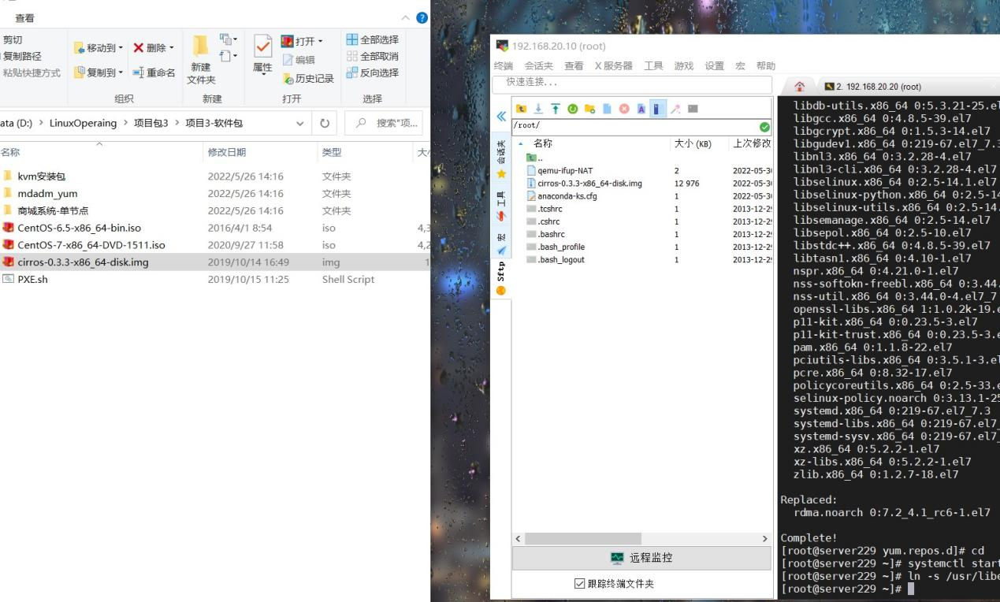 查看
剪切
复制路径
粘贴快捷方式
移动到
复制到
删除
重命名
组织
新建
文件夹
新建
属性
打开
编辑
历史记录
打开
全部选择
全部取消
反向选择
选择
ata (D:) > LinuxOperaing > 项目包3 > 项目3-软件包
搜索"项...
名称 修改日期 类型 大
kvm安装包 2022/5/26 14:16 文件夹
mdadm_yum 2022/5/26 14:16 文件夹
商城系统-单节点 2022/5/26 14:16 文件夹
CentOS-6.5-x86_64-bin.iso 2016/4/1 8:54 iso 4,3
CentOS-7-x86_64-DVD-1511.iso 2020/9/27 11:58 iso 4,2
cirros-0.3.3-x86_64-disk.img 2019/10/14 16:49 img 1
PXE.sh 2019/10/15 11:25 Shell Script
192.168.20.10 (root)
终端 会话夹 查看 X 服务器 工具 游戏 设置 宏 帮助
快速连接...
2. 192.168.20.20 (root)
会话夹
工具
宏
Sftp
/root/
名称 大小 (KB) 上次修改
..
qemu-ifup-NAT 2 2022-05-30
cirros-0.3.3-x86_64-disk.img 12 976 2022-05-30
anaconda-ks.cfg 1 2022-05-30
.tcshrc 1 2013-12-29
.cshrc 1 2013-12-29
.bashrc 1 2013-12-29
.bash_profile 1 2013-12-29
.bash_logout 1 2013-12-29
远程监控
跟踪终端文件夹
libdb-utils.x86_64 0:5.3.21-25.el
libgcc.x86_64 0:4.8.5-39.el7
libgcrypt.x86_64 0:1.5.3-14.el7
libgudev1.x86_64 0:219-67.el7_7.3
libnl3.x86_64 0:3.2.28-4.el7
libnl3-cli.x86_64 0:3.2.28-4.el7
libselinux.x86_64 0:2.5-14.1.el7
libselinux-python.x86_64 0:2.5-14
libselinux-utils.x86_64 0:2.5-14.
libsemanage.x86_64 0:2.5-14.el7
libsepol.x86_64 0:2.5-10.el7
libstdc++.x86_64 0:4.8.5-39.el7
libtasn1.x86_64 0:4.10-1.el7
nspr.x86_64 0:4.21.0-1.el7
nss-softokn-freebl.x86_64 0:3.44.
nss-util.x86_64 0:3.44.0-4.el7_7
openssl-libs.x86_64 1:1.0.2k-19.e
p11-kit.x86_64 0:0.23.5-3.el7
p11-kit-trust.x86_64 0:0.23.5-3.e
pam.x86_64 0:1.1.8-22.el7
pciutils-libs.x86_64 0:3.5.1-3.el
pcre.x86_64 0:8.32-17.el7
policycoreutils.x86_64 0:2.5-33.e
selinux-policy.noarch 0:3.13.1-25
systemd.x86_64 0:219-67.el7_7.3
systemd-libs.x86_64 0:219-67.el7_
systemd-sysv.x86_64 0:219-67.el7_
xz.x86_64 0:5.2.2-1.el7
xz-libs.x86_64 0:5.2.2-1.el7
zlib.x86_64 0:1.2.7-18.el7
Replaced:
rdma.noarch 0:7.2_4.1_rc6-1.el7
Complete!
[root@server229 yum.repos.d]# cd
[root@server229 ~]# systemctl start
[root@server229 ~]# ln -s /usr/libe
[root@server229 ~]#